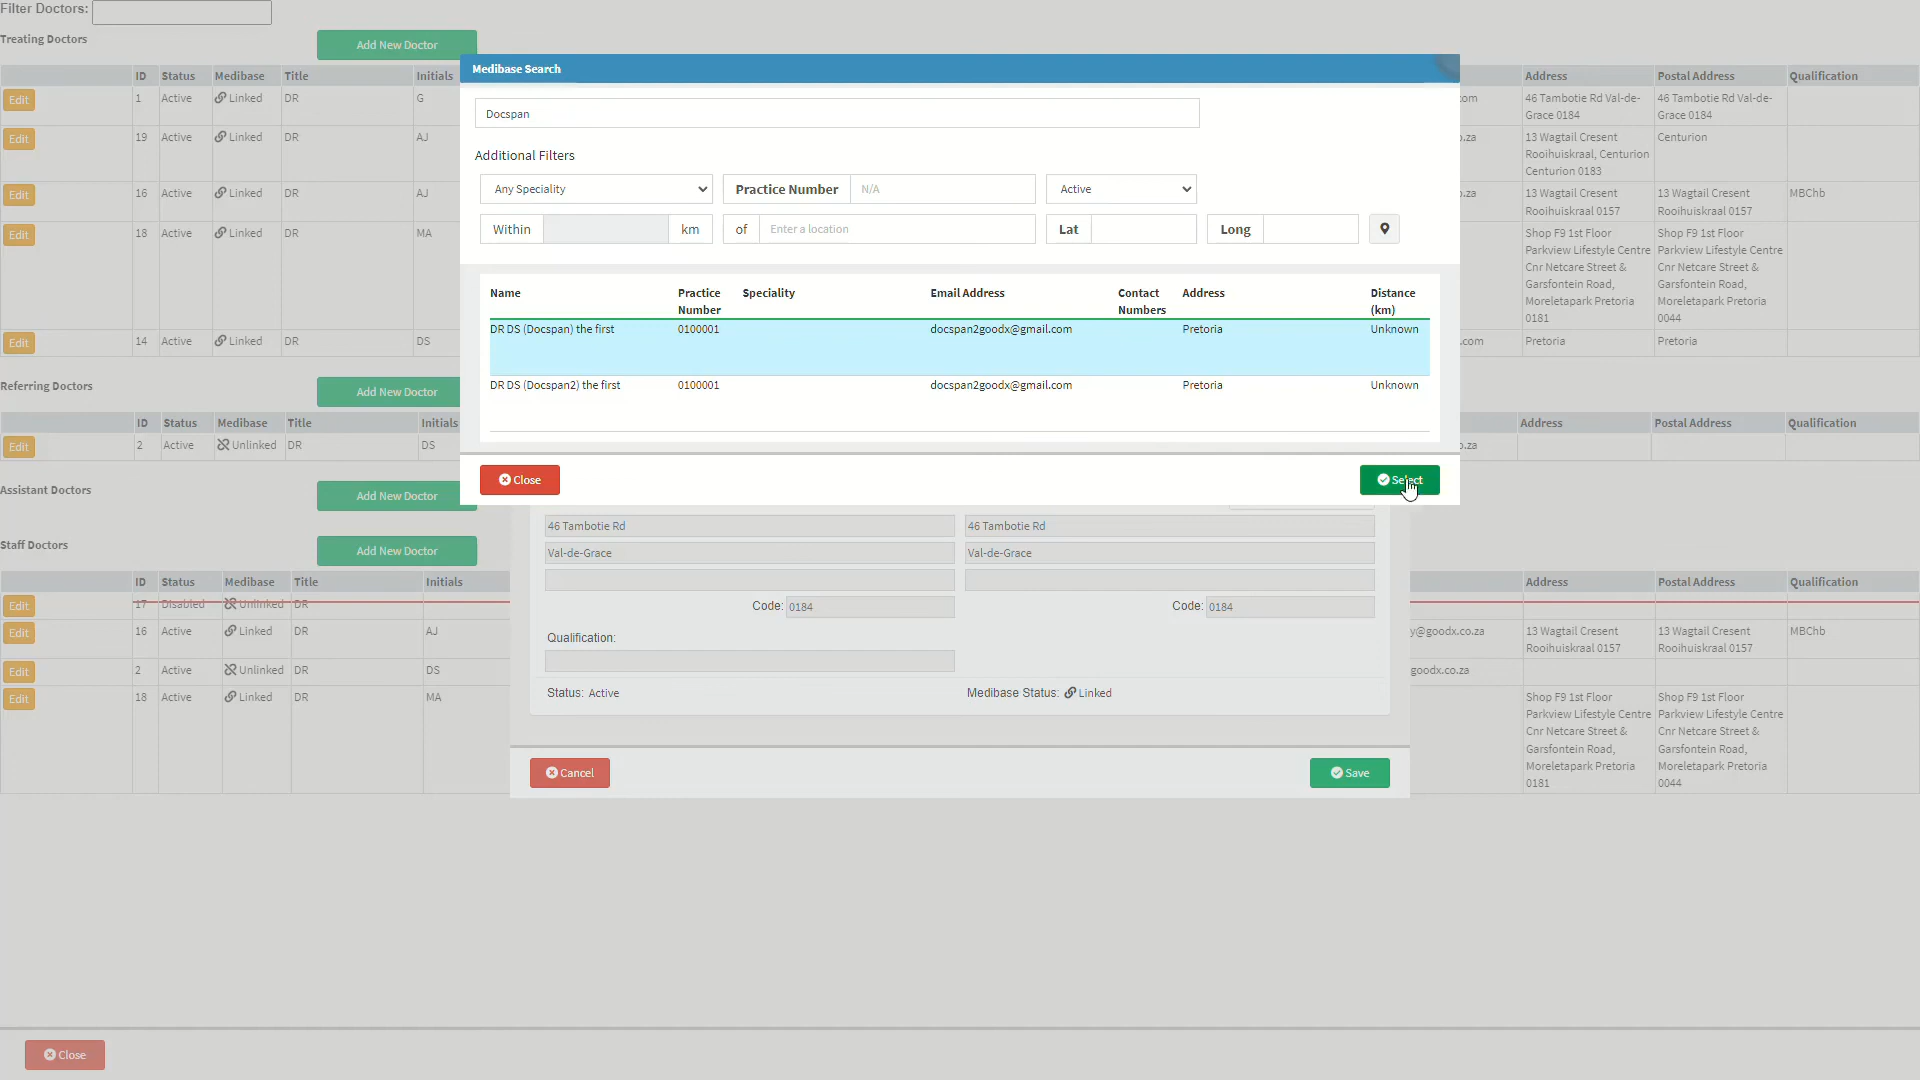 Filter Doctors:
Treating Doctors
Add New Doctor
ID Status Medibase Title Initials Address Postal Address Qualification
Edit 1 Active Linked DR G com 46 Tambotie Rd Val-de- 46 Tambotie Rd Val-de-
Grace 0184 Grace 0184
Edit 19 Active Linked DR AJ .za 13 Wagtail Cresent Centurion
Rooihuiskraal, Centurion
Centurion 0183
Edit 16 Active Linked DR AJ .za 13 Wagtail Cresent 13 Wagtail Cresent MBChb
Rooihuiskraal 0157 Rooihuiskraal 0157
Edit 18 Active Linked DR MA Shop F9 1st Floor Shop F9 1st Floor
Parkview Lifestyle Centre Parkview Lifestyle Centre
Cnr Netcare Street & Cnr Netcare Street &
Garsfontein Road, Garsfontein Road,
Moreletapark Pretoria Moreletapark Pretoria
0181 0044
Edit 14 Active Linked DR DS .com Pretoria Pretoria
Medibase Search
Docspan
Additional Filters
Any Speciality Practice Number N/A Active
Within km of Enter a location Lat Long
Name Practice Speciality Email Address Contact Address Distance
Number Numbers (km)
DR DS (Docspan) the first 0100001 docspan2goodx@gmail.com Pretoria Unknown
DR DS (Docspan2) the first 0100001 docspan2goodx@gmail.com Pretoria Unknown
Close Select
Referring Doctors
Add New Doctor
ID Status Medibase Title Initials Address Postal Address Qualification
Edit 2 Active Unlinked DR DS .za
Assistant Doctors
Add New Doctor
Staff Doctors
Add New Doctor
46 Tambotie Rd 46 Tambotie Rd
Val-de-Grace Val-de-Grace
Code: 0184 Code: 0184
Qualification:
Status: Active Medibase Status: Linked
Cancel Save
ID Status Medibase Title Initials Address Postal Address Qualification
Edit 17 Disabled Unlinked DR
Edit 16 Active Linked DR AJ y@goodx.co.za 13 Wagtail Cresent 13 Wagtail Cresent MBChb
Rooihuiskraal 0157 Rooihuiskraal 0157
Edit 2 Active Unlinked DR DS goodx.co.za
Edit 18 Active Linked DR MA Shop F9 1st Floor Shop F9 1st Floor
Parkview Lifestyle Centre Parkview Lifestyle Centre
Cnr Netcare Street & Cnr Netcare Street &
Garsfontein Road, Garsfontein Road,
Moreletapark Pretoria Moreletapark Pretoria
0181 0044
Close